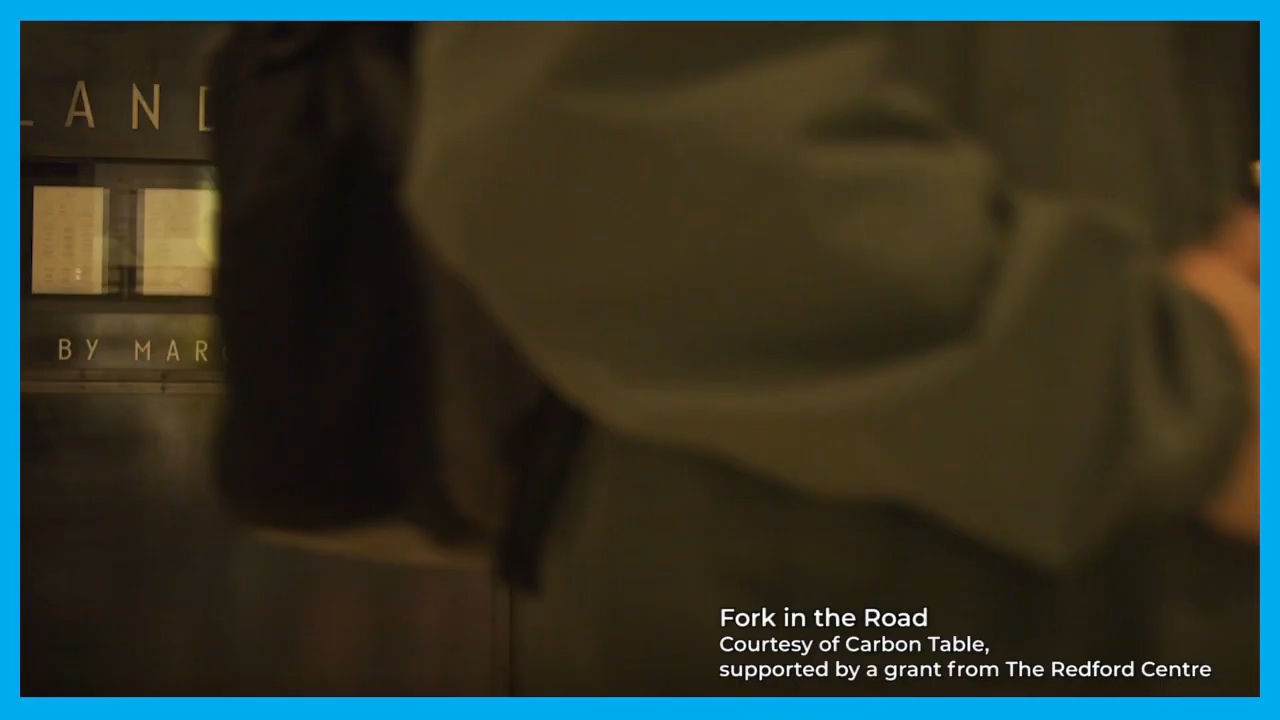 LAND
BY MAR
Fork in the Road
Courtesy of Carbon Table,
supported by a grant from The Redford Centre